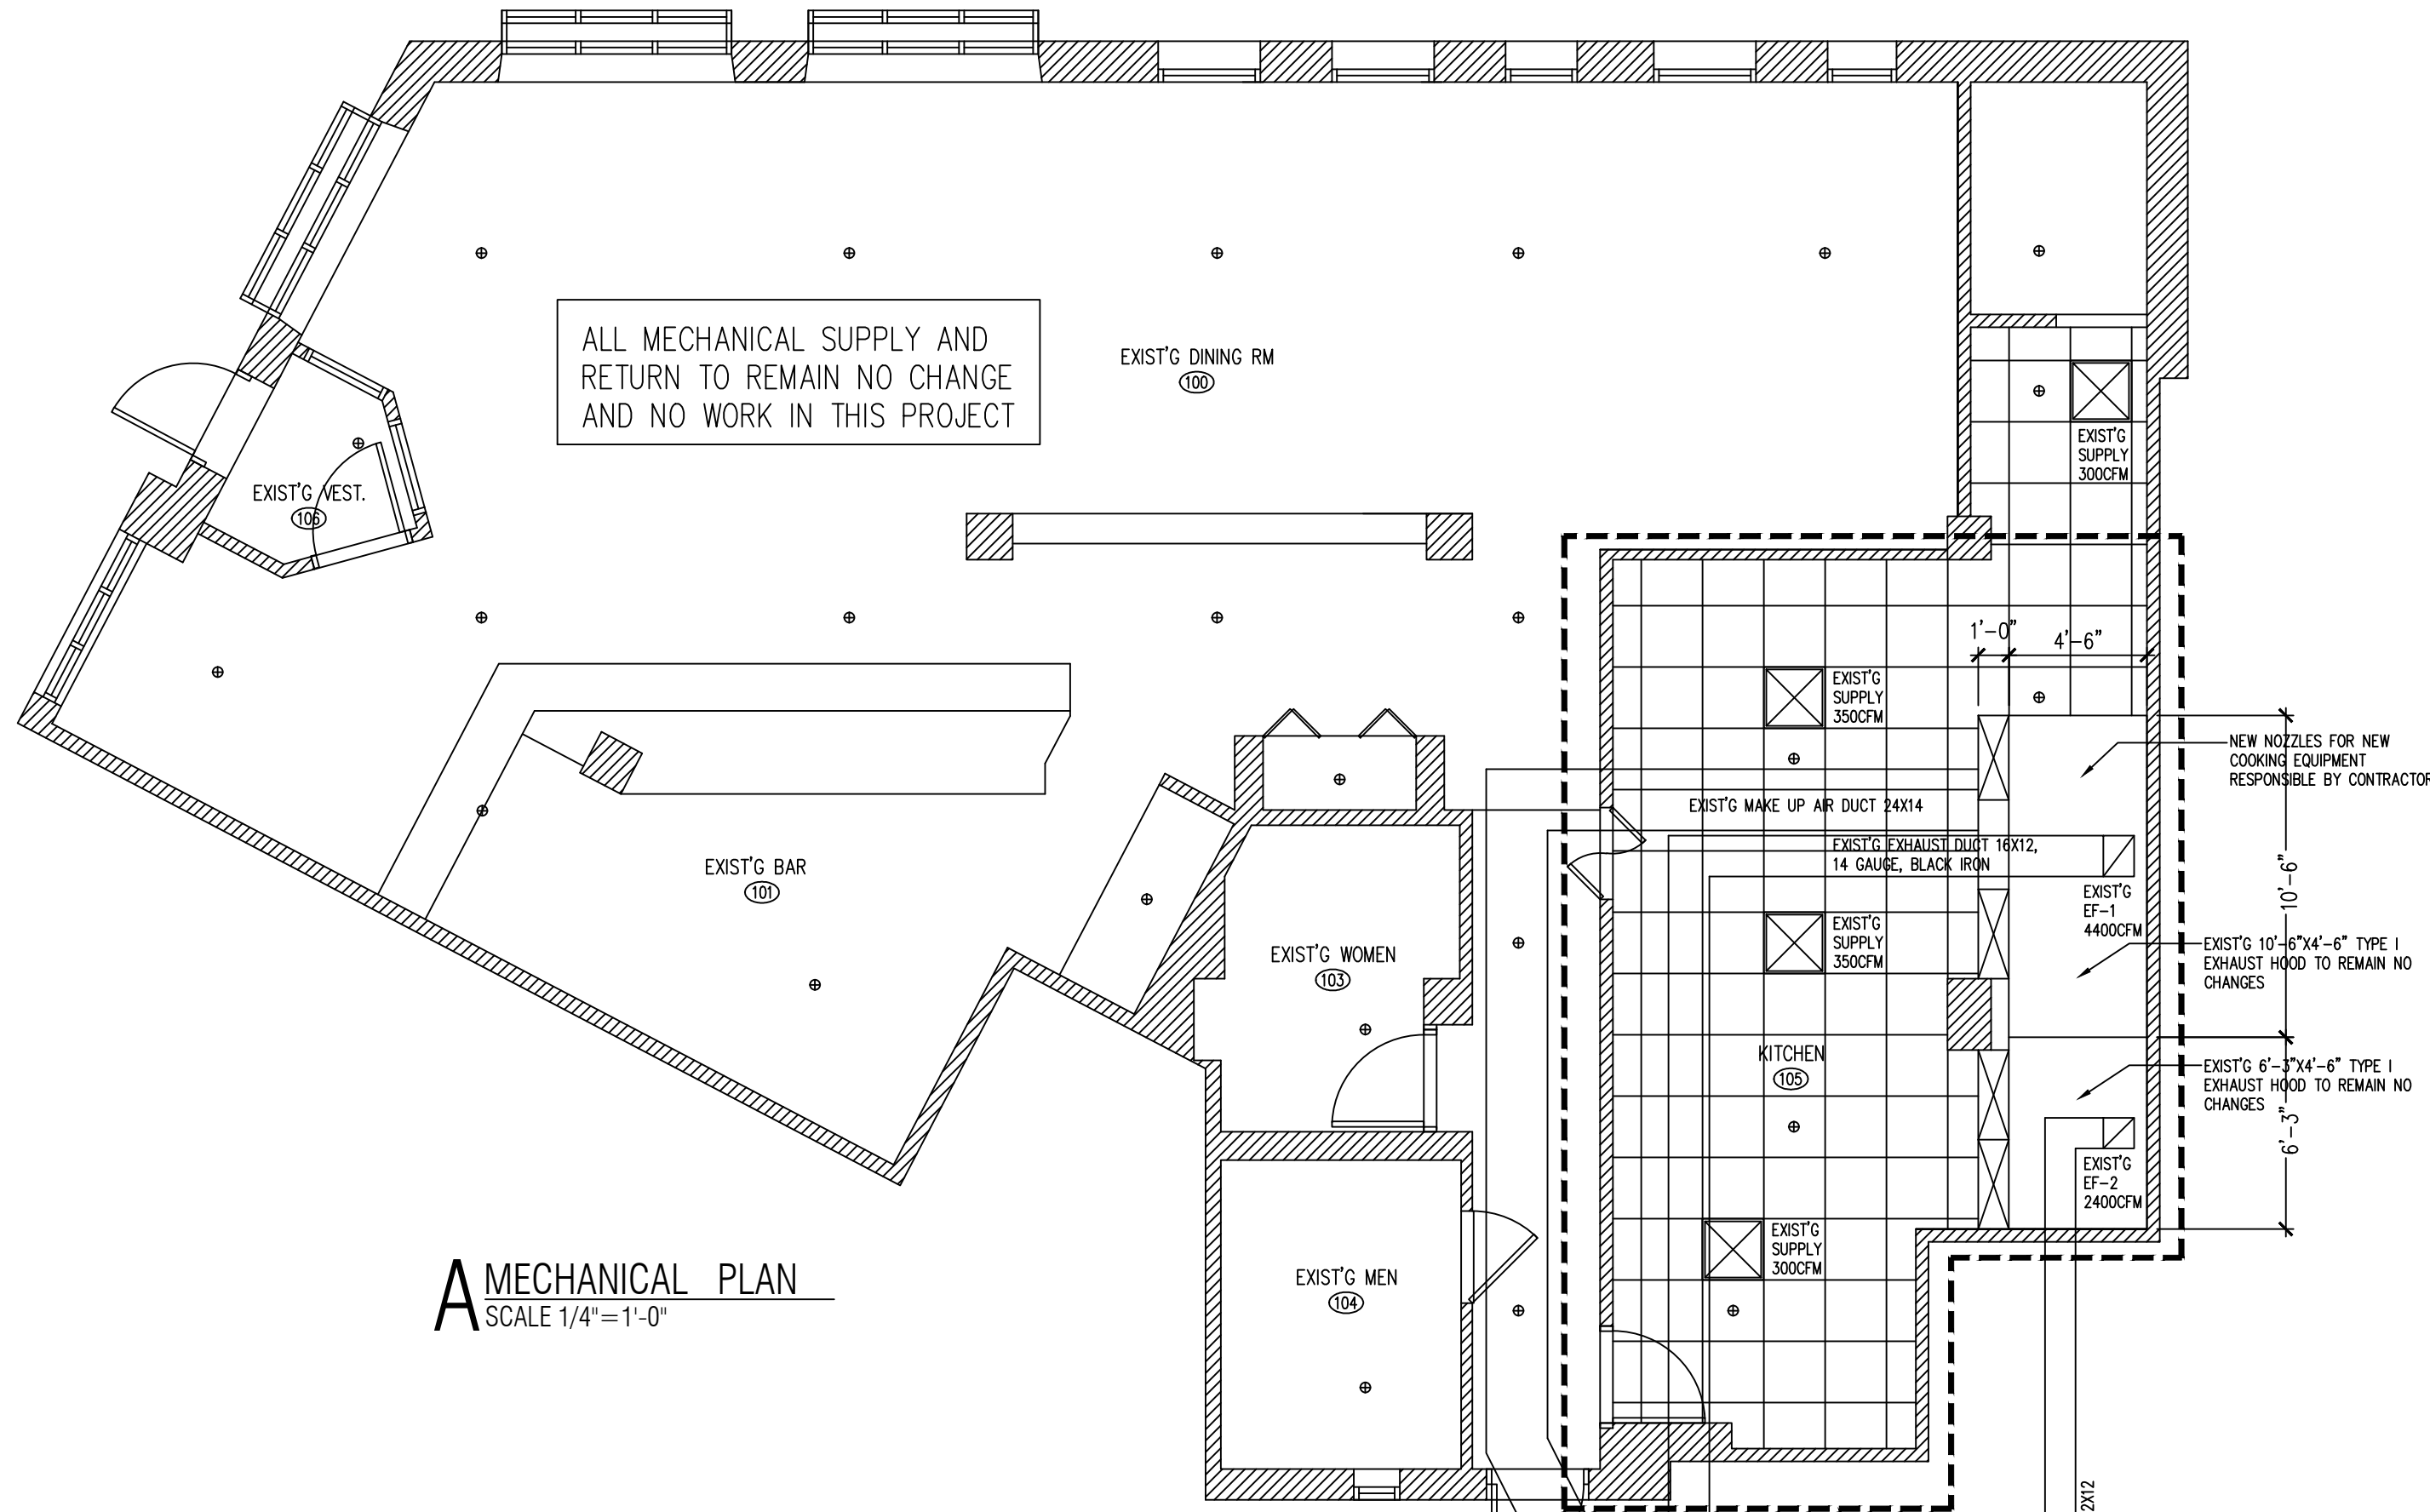 ALL MECHANICAL SUPPLY AND
RETURN TO REMAIN NO CHANGE
AND NO WORK IN THIS PROJECT
EXIST'G DINING RM
100
EXIST'G
SUPPLY
300CFM
EXIST'G VEST.
106
1'-0"
4'-6"
EXIST'G
SUPPLY
350CFM
NEW NOZZLES FOR NEW
COOKING EQUIPMENT
RESPONSIBLE BY CONTRACTOR
EXIST'G MAKE UP AIR DUCT 24X14
EXIST'G EXHAUST DUCT 16X12,
14 GAUGE, BLACK IRON
EXIST'G BAR
101
EXIST'G
EF-1
4400CFM
10'-6"
EXIST'G
SUPPLY
350CFM
EXIST'G 10'-6"X4'-6" TYPE I
EXHAUST HOOD TO REMAIN NO
CHANGES
EXIST'G WOMEN
103
KITCHEN
105
EXIST'G 6'-3"X4'-6" TYPE I
EXHAUST HOOD TO REMAIN NO
CHANGES
6'-3"
EXIST'G
EF-2
2400CFM
EXIST'G
SUPPLY
300CFM
EXIST'G MEN
104
A MECHANICAL PLAN
SCALE 1/4"=1'-0"
2X12